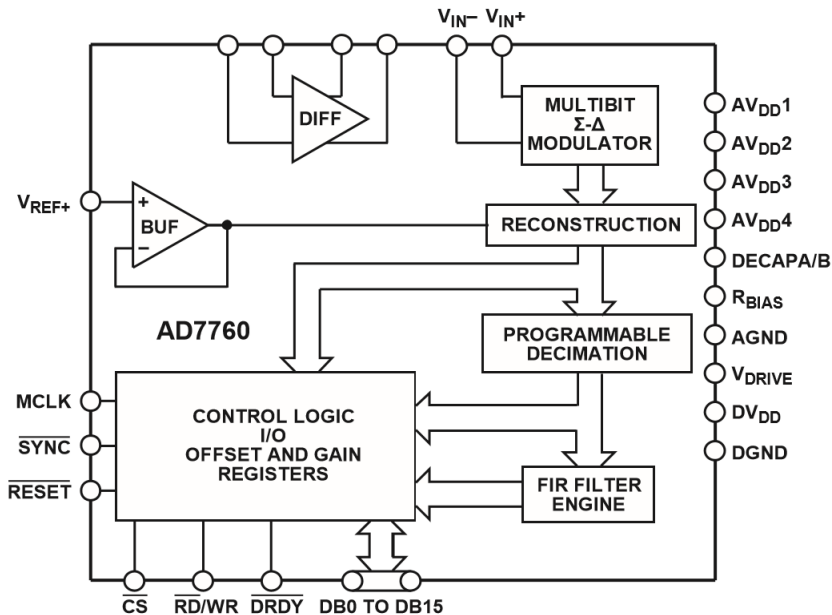 VIN– VIN+
DIFF
MULTIBIT
Σ-Δ
MODULATOR
AVDD1
AVDD2
AVDD3
AVDD4
DECAPA/B
RBIAS
AGND
VDRIVE
DVDD
DGND
VREF+
+
BUF
–
RECONSTRUCTION
AD7760
PROGRAMMABLE
DECIMATION
MCLK
SYNC
RESET
CONTROL LOGIC
I/O
OFFSET AND GAIN
REGISTERS
FIR FILTER
ENGINE
CS
RD/WR
DRDY
DB0 TO DB15